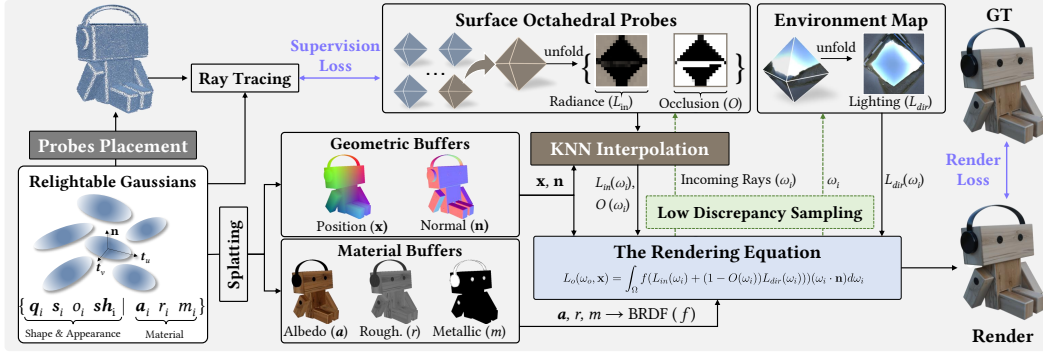 Surface Octahedral Probes
Environment Map
GT
Supervision
Loss
Ray Tracing
...
unfold
Radiance (L_in)
Occlusion (O)
unfold
Lighting (L_dir)
Probes Placement
Relightable Gaussians
n
t_u
t_v
{q_i s_i o_i sh_i | a_i r_i m_i}
Shape & Appearance
Material
Splatting
Geometric Buffers
Position (x)
Normal (n)
Material Buffers
Albedo (a)
Rough. (r)
Metallic (m)
KNN Interpolation
x, n
L_in(ω_i),
O (ω_i)
Incoming Rays (ω_i)
ω_i
L_dir(ω_i)
Low Discrepancy Sampling
The Rendering Equation
L_o(ω_o, x) = ∫_Ω f(L_in(ω_i) + (1 − O(ω_i))L_dir(ω_i)))(ω_i · n)dω_i
a, r, m → BRDF (f)
Render
Loss
Render